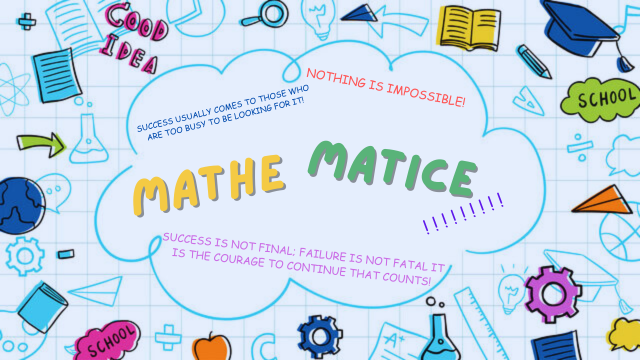 GOOD
IDEA
NOTHING IS IMPOSSIBLE!
SUCCESS USUALLY COMES TO THOSE WHO
ARE TOO BUSY TO BE LOOKING FOR IT!
SCHOOL
MATHE MATICE
!!!!!!!!!
SUCCESS IS NOT FINAL; FAILURE IS NOT FATAL IT
IS THE COURAGE TO CONTINUE THAT COUNTS!
SCHOOL
A+